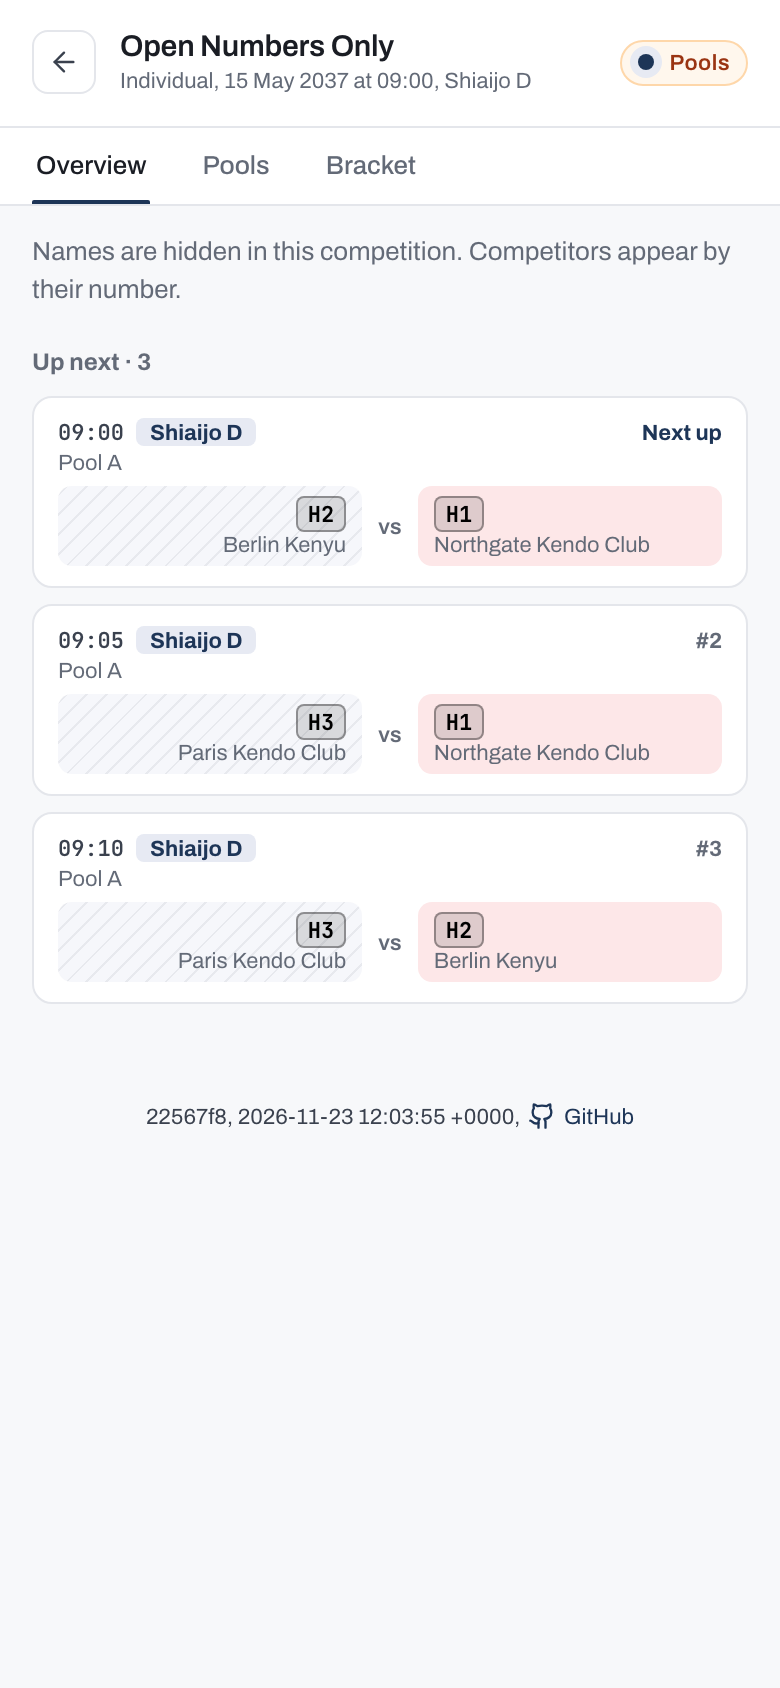 Open Numbers Only
Individual, 15 May 2037 at 09:00, Shiaijo D
Pools
Overview
Pools
Bracket
Names are hidden in this competition. Competitors appear by
their number.
Up next · 3
09:00
Shiaijo D
Next up
Pool A
H2
Berlin Kenyu
vs
H1
Northgate Kendo Club
09:05
Shiaijo D
#2
Pool A
H3
Paris Kendo Club
vs
H1
Northgate Kendo Club
09:10
Shiaijo D
#3
Pool A
H3
Paris Kendo Club
vs
H2
Berlin Kenyu
22567f8, 2026-11-23 12:03:55 +0000, GitHub